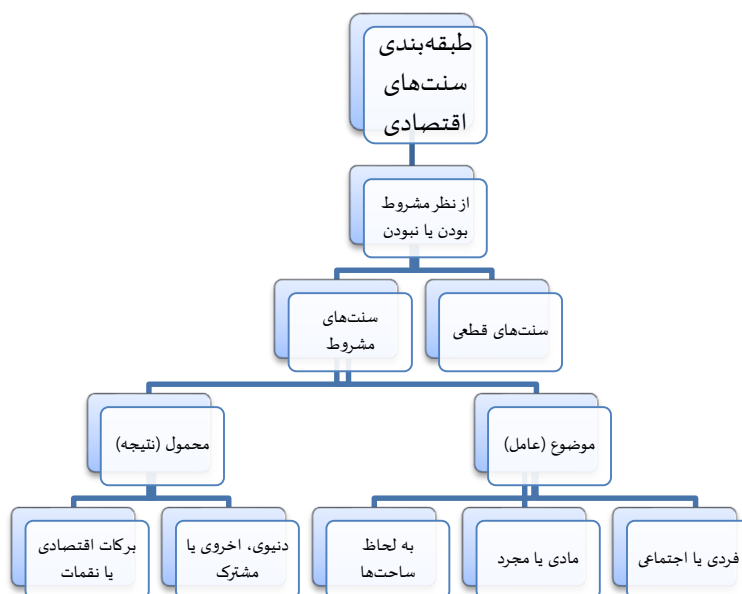 طبقه‌بندی
سنت‌های
اقتصادی
از نظر مشروط
بودن یا نبودن
سنت‌های قطعی
سنت‌های
مشروط
موضوع (عامل)
محمول (نتیجه)
فردی یا اجتماعی
مادی یا مجرد
به لحاظ
ساحت‌ها
دنیوی، اخروی یا
مشترک
برکات اقتصادی
یا نقمات